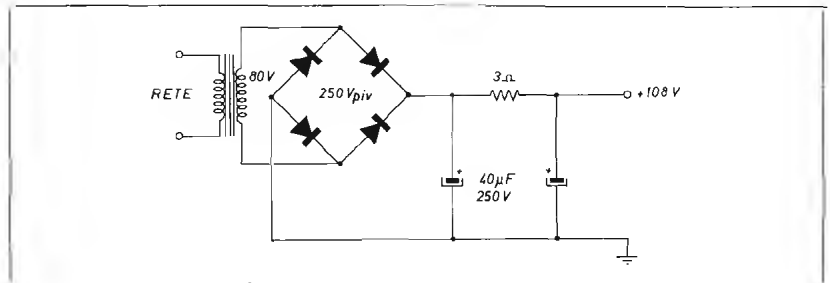 RETE
80V
250Vpiv
3Ω
+108V
40µF
250V
+
+